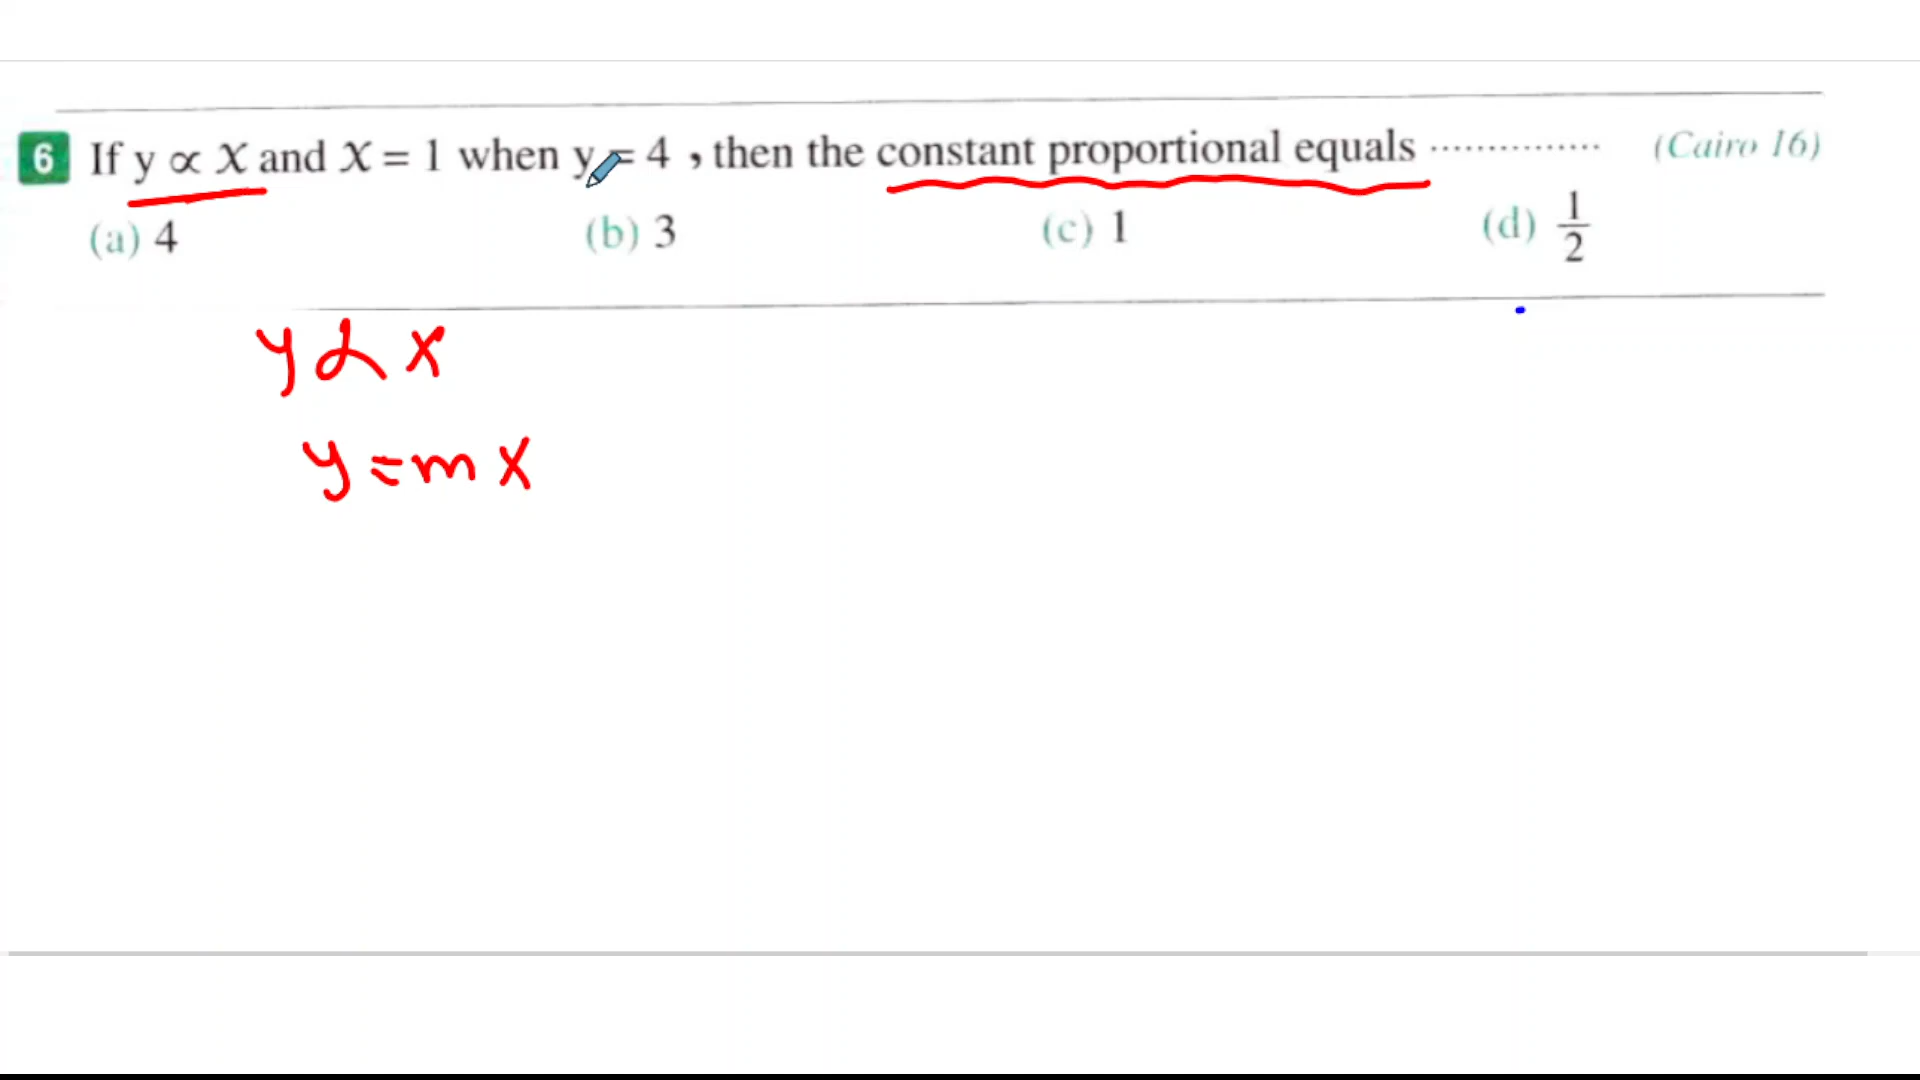 6 If y ∝ X and X = 1 when y = 4 , then the constant proportional equals ............... (Cairo 16)
(a) 4 (b) 3 (c) 1 (d) 1/2
y α x
y = m x